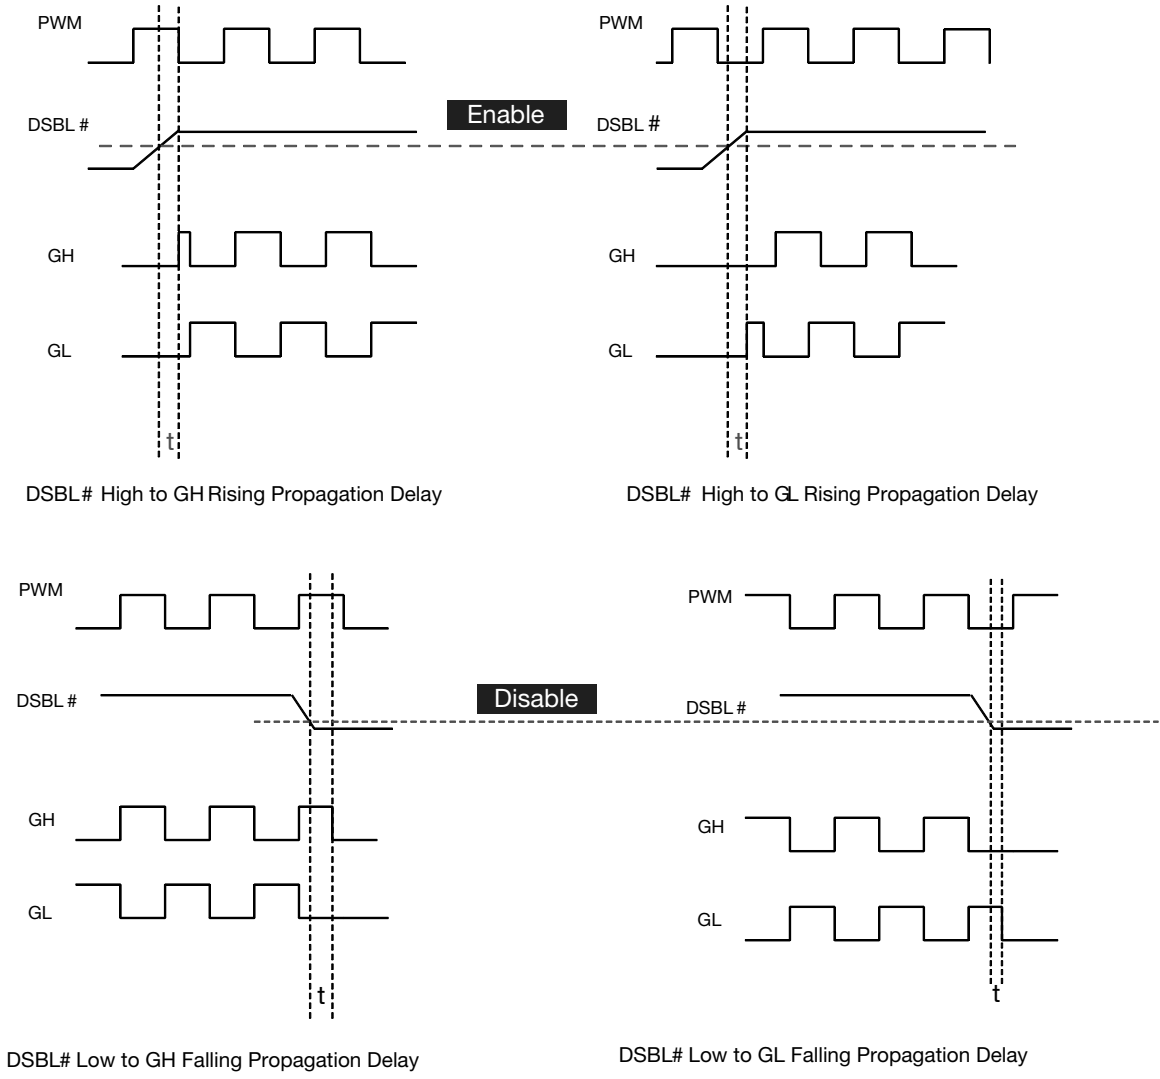 PWM
PWM
DSBL #
Enable
DSBL #
GH
GH
GL
GL
t
t
DSBL# High to GH Rising Propagation Delay
DSBL# High to GL Rising Propagation Delay
PWM
PWM
DSBL #
Disable
DSBL #
GH
GH
GL
GL
t
t
DSBL# Low to GH Falling Propagation Delay
DSBL# Low to GL Falling Propagation Delay